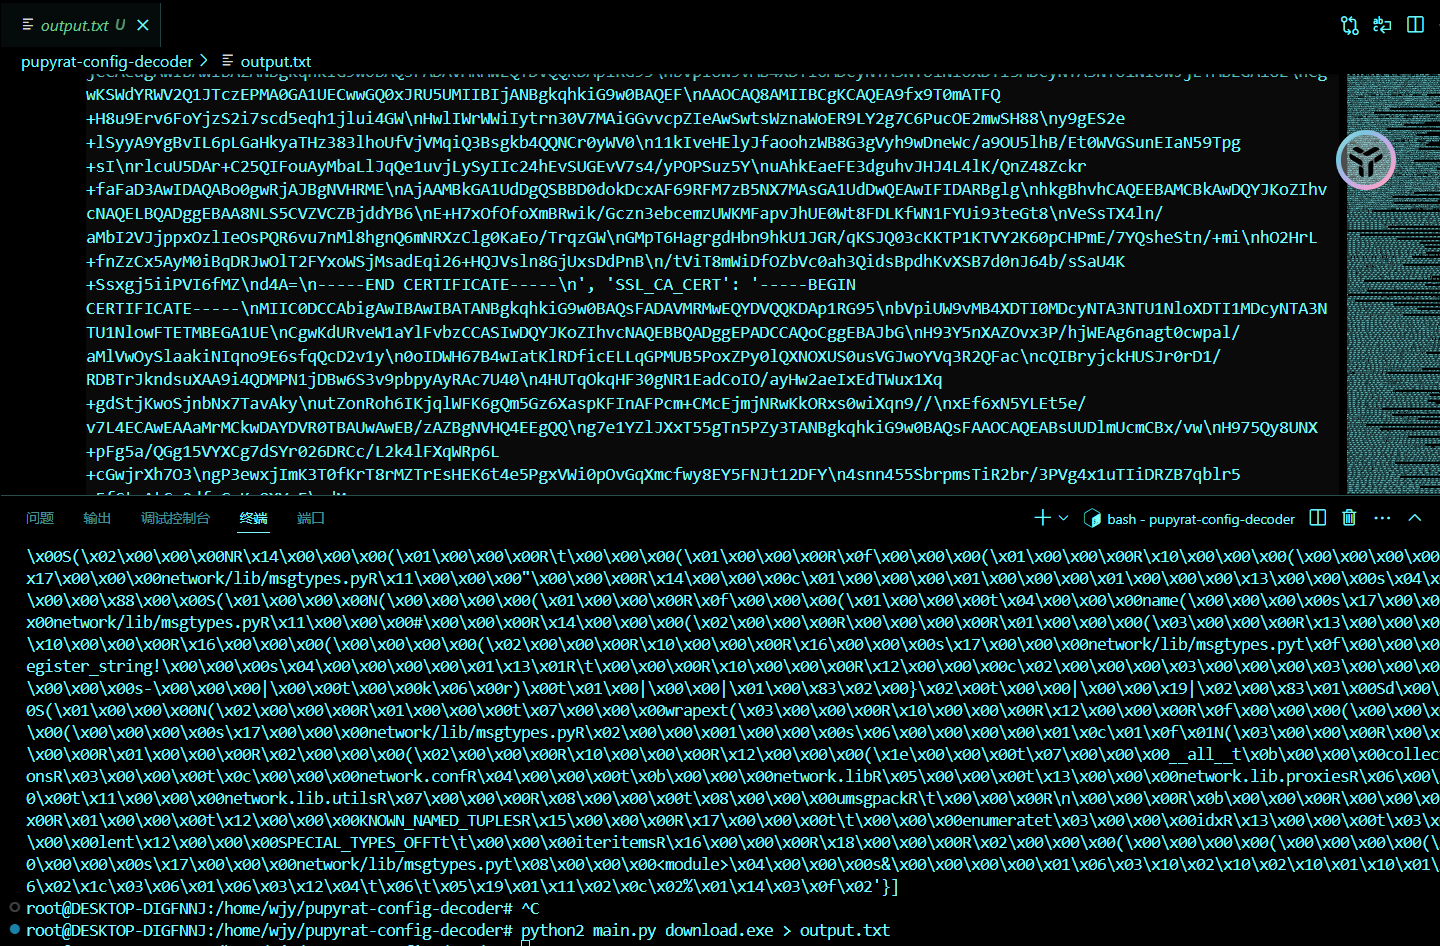 output.txt U
pupyrat-config-decoder > output.txt
wKSWdYRWV2Q1JTczEPMA0GA1UECwwGQ0xJRU5UMIIBIjANBgkqhkiG9w0BAQEF\nAAOCAQ8AMIIBCgKCAQEA9fx9T0mATFQ
+H8u9Erv6FoYjzS2i7scd5eqh1jlui4GW\nHwlIWrWWiIytrn30V7MAiGGvvcpZIeAwSwtsWznaWoER9LY2g7C6PucOE2mwSH88\ny9gES2e
+lSyyA9YgBvIL6pLGaHkyaTHz383lhoUfVjVMqiQ3Bsgkb4QQNCr0yWV0\n11kIveHElyJfaoohzWB8G3gVyh9wDneWc/a9OU5lhB/Et0WVGSunEIaN59Tpg
+sI\nrlcuU5DAr+C25QIFouAyMbaLlJqQe1uvjLySyIIc24hEvSUGEvV7s4/yPOPSuz5Y\nuAhkEaeFE3dguhvJHJ4L4lK/QnZ48Zckr
+faFaD3AwIDAQABo0gwRjAJBgNVHRME\nAjAAMBkGA1UdDgQSBBD0dokDcxAF69RFM7zB5NX7MAsGA1UdDwQEAwIFIDARBglg\nhkgBhvhCAQEEBAMCBkAwDQYJKoZIhv
cNAQELBQADggEBAA8NLS5CVZVCZBjddYB6\nE+H7xOfOfoXmBRwik/Gczn3ebcemzUWKMFapvJhUE0Wt8FDLKfWN1FYUi93teGt8\nVeSsTX4ln/
aMbI2VJjppxOzlIeOsPQR6vu7nMl8hgnQ6mNRXzClg0KaEo/TrqzGW\nGMpT6HagrgdHbn9hkU1JGR/qKSJQ03cKKTP1KTVY2K60pCHPmE/7YQsheStn/+mi\nhO2HrL
+fnZzCx5AyM0iBqDRJwOlT2FYxoWSjMsadEqi26+HQJVsln8GjUxsDdPnB\n/tViT8mWiDfOZbVc0ah3QidsBpdhKvXSB7d0nJ64b/sSaU4K
+Ssxgj5iiPVI6fMZ\nd4A=\n-----END CERTIFICATE-----\n', 'SSL_CA_CERT': '-----BEGIN
CERTIFICATE-----\nMIIC0DCCAbigAwIBAwIBATANBgkqhkiG9w0BAQsFADAVMRMwEQYDVQQKDAp1RG95\nbVpiUW9vMB4XDTI0MDcyNTA3NTU1NloXDTI1MDcyNTA3N
TU1NlowFTETMBEGA1UE\nCgwKdURveW1aYlFvbzCCASIwDQYJKoZIhvcNAQEBBQADggEPADCCAQoCggEBAJbG\nH93Y5nXAZOvx3P/hjWEAg6nagt0cwpal/
aMlVwOySlaakiNIqno9E6sfqQcD2v1y\n0oIDWH67B4wIatKlRDficELLqGPMUB5PoxZPy0lQXNOXUS0usVGJwoYVq3R2QFac\ncQIBryjckHUSJr0rD1/
RDBTrJkndsuXAA9i4QDMPN1jDBw6S3v9pbpyAyRAc7U40\n4HUTqOkqHF30gNR1EadCoIO/ayHw2aeIxEdTWux1Xq
+gdStjKwoSjnbNx7TavAky\nutZonRoh6IKjqlWFK6gQm5Gz6XaspKFInAFPcm+CMcEjmjNRwKkORxs0wiXqn9//\nxEf6xN5YLEt5e/
v7L4ECAwEAAaMrMCkwDAYDVR0TBAUwAwEB/zAZBgNVHQ4EEgQQ\ng7e1YZlJXxT55gTn5PZy3TANBgkqhkiG9w0BAQsFAAOCAQEABsUUDlmUcmCBx/vw\nH975Qy8UNX
+pFg5a/QGg15VYXCg7dSYr026DRCc/L2k4lFXqWRp6L
+cGwjrXh7O3\ngP3ewxjImK3T0fKrT8rMZTrEsHEK6t4e5PgxVWi0pOvGqXmcfwy8EY5FNJt12DFY\n4snn455SbrpmsTiR2br/3PVg4x1uTIiDRZB7qblr5
问题 输出 调试控制台 终端 端口
bash - pupyrat-config-decoder
\x00S(\x02\x00\x00\x00NR\x14\x00\x00\x00(\x01\x00\x00\x00R\t\x00\x00\x00(\x01\x00\x00\x00R\x0f\x00\x00\x00(\x01\x00\x00\x00R\x10\x00\x00\x00(\x00\x00\x00\x00
x17\x00\x00\x00network/lib/msgtypes.pyR\x11\x00\x00\x00"\x00\x00\x00R\x14\x00\x00\x00c\x01\x00\x00\x00\x01\x00\x00\x00\x01\x00\x00\x00\x13\x00\x00\x00s\x04\
\x00\x00\x88\x00\x00S(\x01\x00\x00\x00N(\x00\x00\x00\x00(\x01\x00\x00\x00R\x0f\x00\x00\x00(\x01\x00\x00\x00t\x04\x00\x00\x00name(\x00\x00\x00\x00s\x17\x00\x0
x00network/lib/msgtypes.pyR\x11\x00\x00\x00#\x00\x00\x00R\x14\x00\x00\x00(\x02\x00\x00\x00R\x00\x00\x00\x00R\x01\x00\x00\x00(\x03\x00\x00\x00R\x13\x00\x00\x0
\x10\x00\x00\x00R\x16\x00\x00\x00(\x00\x00\x00\x00(\x02\x00\x00\x00R\x10\x00\x00\x00R\x16\x00\x00\x00s\x17\x00\x00\x00network/lib/msgtypes.pyt\x0f\x00\x00\x0
egister_string!\x00\x00\x00s\x04\x00\x00\x00\x00\x01\x13\x01R\t\x00\x00\x00R\x10\x00\x00\x00R\x12\x00\x00\x00c\x02\x00\x00\x00\x03\x00\x00\x00\x03\x00\x00\x0
\x00\x00\x00s-\x00\x00\x00|\x00\x00t\x00\x00k\x06\x00r)\x00t\x01\x00|\x00\x00|\x01\x00\x83\x02\x00}\x02\x00t\x00\x00|\x00\x00\x19|\x02\x00\x83\x01\x00Sd\x00\
0S(\x01\x00\x00\x00N(\x02\x00\x00\x00R\x01\x00\x00\x00t\x07\x00\x00\x00wrapext(\x03\x00\x00\x00R\x10\x00\x00\x00R\x12\x00\x00\x00R\x0f\x00\x00\x00(\x00\x00\x
\x00(\x00\x00\x00\x00s\x17\x00\x00\x00network/lib/msgtypes.pyR\x02\x00\x00\x001\x00\x00\x00s\x06\x00\x00\x00\x00\x01\x0c\x01\x0f\x01N(\x03\x00\x00\x00R\x00\x
\x00\x00R\x01\x00\x00\x00R\x02\x00\x00\x00(\x02\x00\x00\x00R\x10\x00\x00\x00R\x12\x00\x00\x00(\x1e\x00\x00\x00t\x07\x00\x00\x00__all__t\x0b\x00\x00\x00collec
onsR\x03\x00\x00\x00t\x0c\x00\x00\x00network.confR\x04\x00\x00\x00t\x0b\x00\x00\x00network.libR\x05\x00\x00\x00t\x13\x00\x00\x00network.lib.proxiesR\x06\x00\
0\x00t\x11\x00\x00\x00network.lib.utilsR\x07\x00\x00\x00R\x08\x00\x00\x00t\x08\x00\x00\x00umsgpackR\t\x00\x00\x00R\n\x00\x00\x00R\x0b\x00\x00\x00R\x00\x00\x0
R\x01\x00\x00\x00t\x12\x00\x00\x00KNOWN_NAMED_TUPLESR\x15\x00\x00\x00R\x17\x00\x00\x00t\t\x00\x00\x00enumeratet\x03\x00\x00\x00idxR\x13\x00\x00\x00t\x03\x0
\x00\x00lent\x12\x00\x00\x00SPECIAL_TYPES_OFFTt\t\x00\x00\x00iteritemsR\x16\x00\x00\x00R\x18\x00\x00\x00R\x02\x00\x00\x00(\x00\x00\x00\x00(\x00\x00\x00\x00(\
0\x00\x00\x00s\x17\x00\x00\x00network/lib/msgtypes.pyt\x08\x00\x00\x00<module>\x04\x00\x00\x00s&\x00\x00\x00\x00\x01\x06\x03\x10\x02\x10\x02\x10\x01\x10\x01\
6\x02\x1c\x03\x06\x01\x06\x03\x12\x04\t\x06\t\x05\x19\x01\x11\x02\x0c\x02%\x01\x14\x03\x0f\x02'}]
root@DESKTOP-DIGFNNJ:/home/wjy/pupyrat-config-decoder# ^C
root@DESKTOP-DIGFNNJ:/home/wjy/pupyrat-config-decoder# python2 main.py download.exe > output.txt